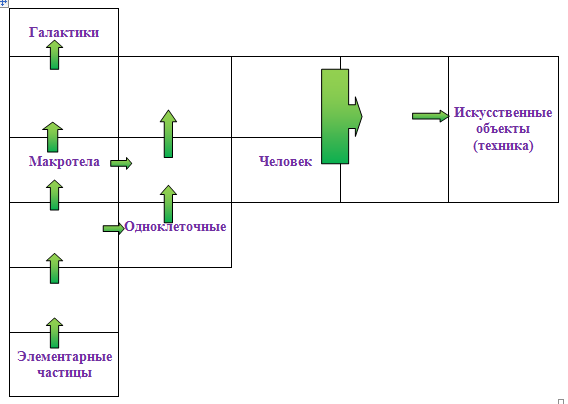 Галактики
Искусственные
объекты
(техника)
Макротела
Человек
Одноклеточные
Элементарные
частицы